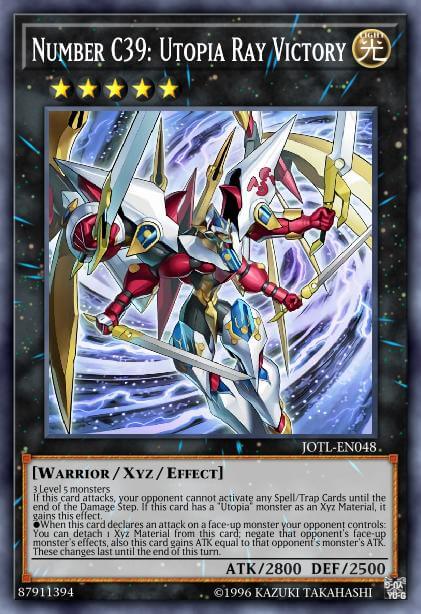 NUMBER C39: UTOPIA RAY VICTORY
LIGHT
光
JOTL-EN048
[WARRIOR / XYZ / EFFECT]
3 Level 5 monsters
If this card attacks, your opponent cannot activate any Spell/Trap Cards until the
end of the Damage Step. If this card has a "Utopia" monster as an Xyz Material, it
gains this effect.
●When this card declares an attack on a face-up monster your opponent controls:
You can detach 1 Xyz Material from this card; negate that opponent's face-up
monster's effects, also this card gains ATK equal to that opponent's monster's ATK.
These changes last until the end of this turn.
ATK/2800 DEF/2500
87911394
©1996 KAZUKI TAKAHASHI